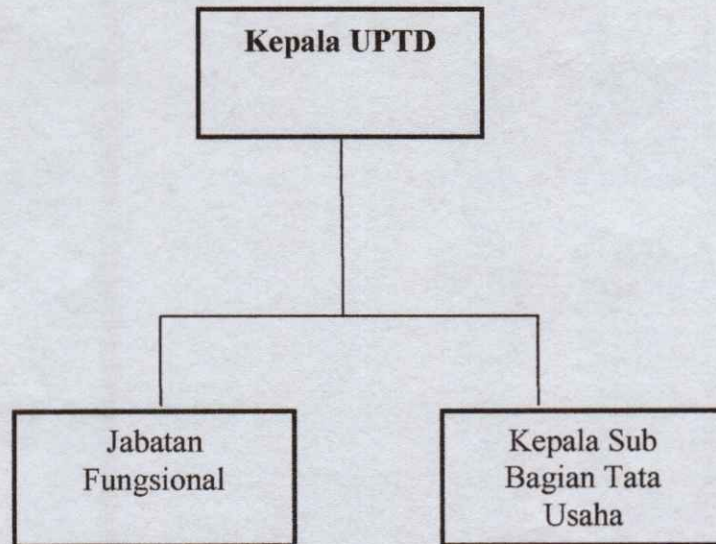 Kepala UPTD
Jabatan
Fungsional
Kepala Sub
Bagian Tata
Usaha